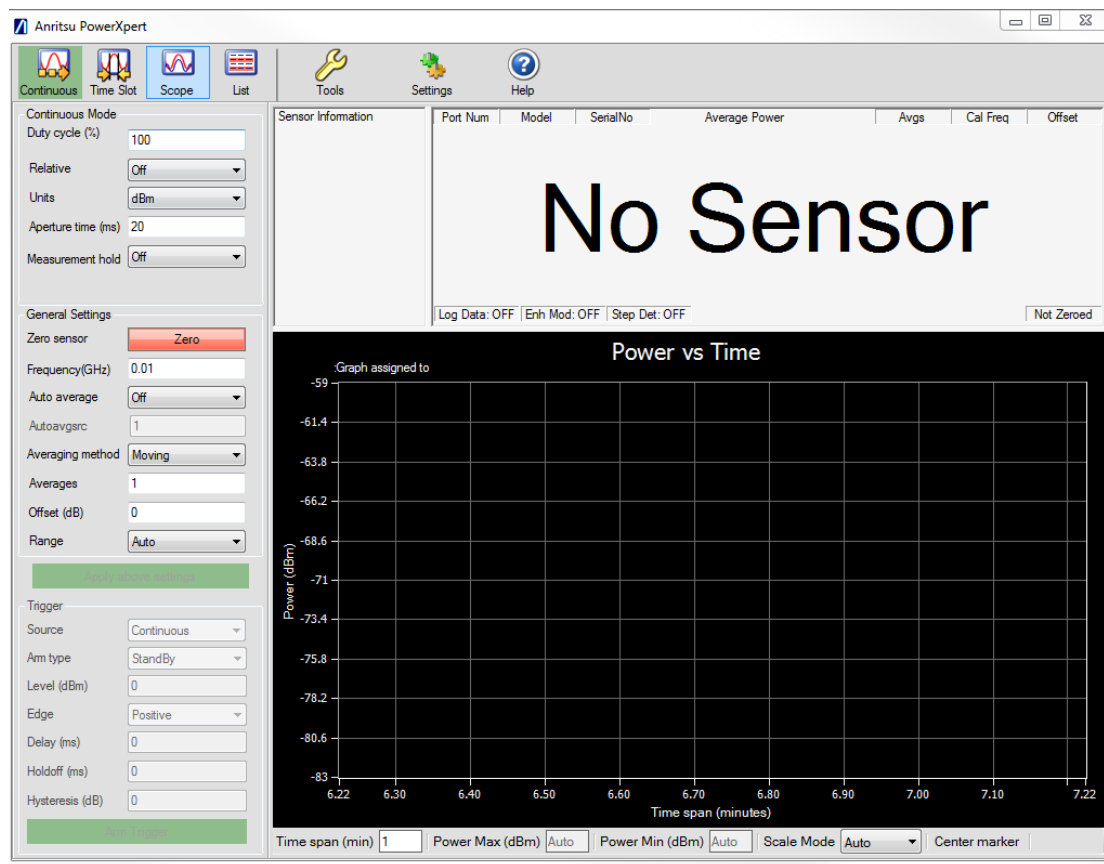 Anritsu PowerXpert
Continuous Time Slot Scope List Tools Settings Help
Continuous Mode
Duty cycle (%) 100
Relative Off
Units dBm
Aperture time (ms) 20
Measurement hold Off
General Settings
Zero sensor Zero
Frequency(GHz) 0.01
Auto average Off
Autoavgsrc 1
Averaging method Moving
Averages 1
Offset (dB) 0
Range Auto
Apply above settings
Trigger
Source Continuous
Arm type StandBy
Level (dBm) 0
Edge Positive
Delay (ms) 0
Holdoff (ms) 0
Hysteresis (dB) 0
Arm Trigger
Sensor Information
Port Num Model SerialNo Average Power Avgs Cal Freq Offset
No Sensor
Log Data: OFF Enh Mod: OFF Step Det: OFF Not Zeroed
Power vs Time
:Graph assigned to
-59
-61.4
-63.8
-66.2
-68.6
-71
-73.4
-75.8
-78.2
-80.6
-83
Power (dBm)
6.22 6.30 6.40 6.50 6.60 6.70 6.80 6.90 7.00 7.10 7.22
Time span (minutes)
Time span (min) 1 Power Max (dBm) Auto Power Min (dBm) Auto Scale Mode Auto Center marker